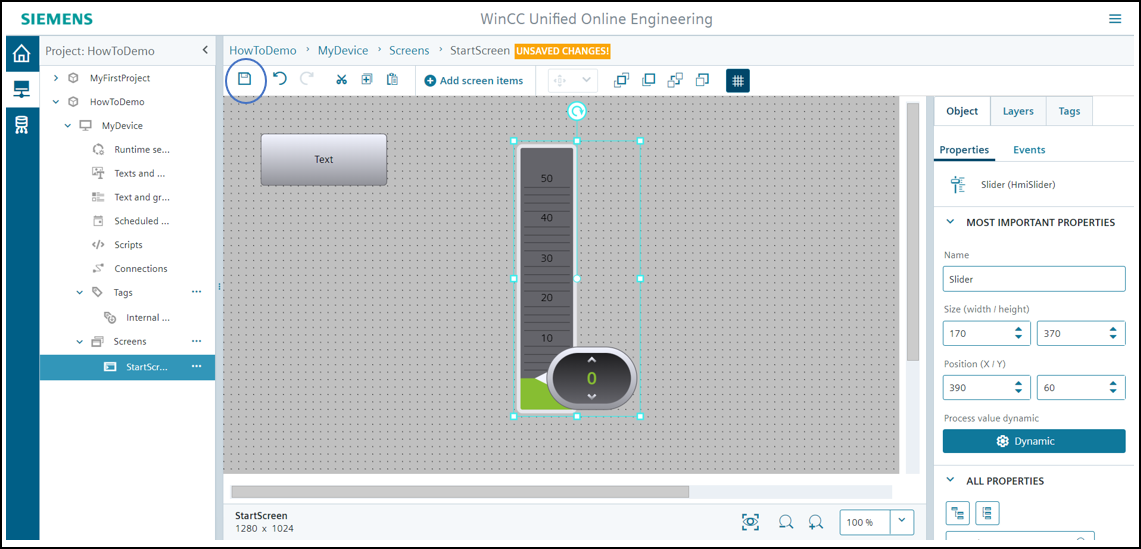 SIEMENS
WinCC Unified Online Engineering
Project: HowToDemo
HowToDemo > MyDevice > Screens > StartScreen UNSAVED CHANGES!
MyFirstProject
HowToDemo
MyDevice
Runtime se...
Texts and ...
Text and gr...
Scheduled ...
Scripts
Connections
Tags ...
Internal ...
Screens ...
StartScr... ...
Add screen items
Text
50
40
30
20
10
0
StartScreen
1280 x 1024
100 %
Object Layers Tags
Properties Events
Slider (HmiSlider)
MOST IMPORTANT PROPERTIES
Name
Slider
Size (width / height)
170 370
Position (X / Y)
390 60
Process value dynamic
Dynamic
ALL PROPERTIES